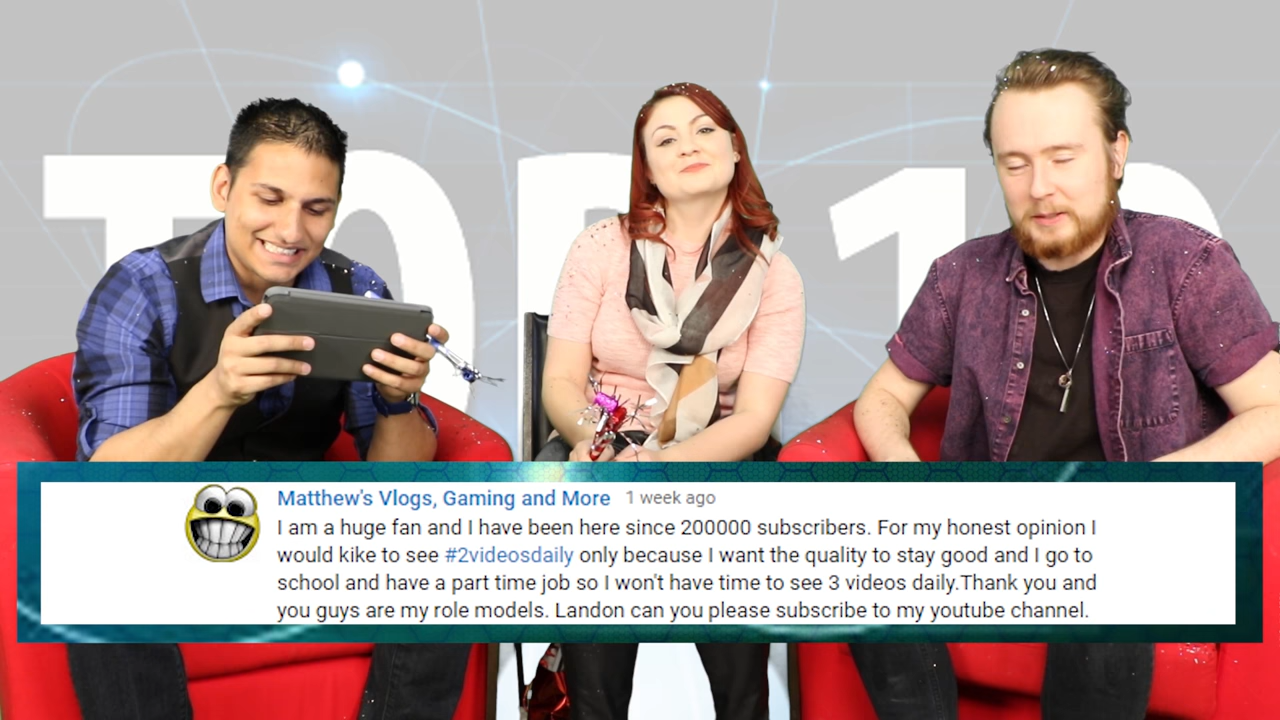 TOP 10
Matthew's Vlogs, Gaming and More 1 week ago
I am a huge fan and I have been here since 200000 subscribers. For my honest opinion I
would kike to see #2videosdaily only because I want the quality to stay good and I go to
school and have a part time job so I won't have time to see 3 videos daily.Thank you and
you guys are my role models. Landon can you please subscribe to my youtube channel.